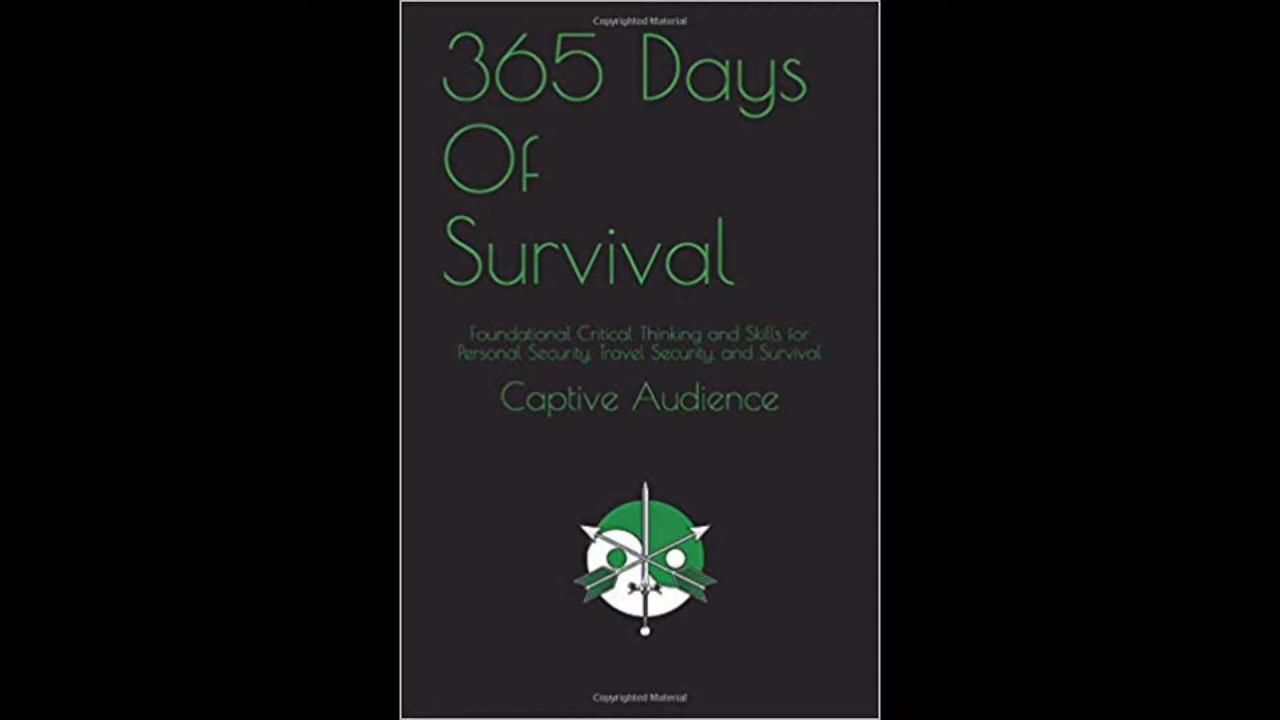 Copyrighted Material
365 Days
Of
Survival
Foundational Critical Thinking and Skills for
Personal Security, Travel Security, and Survival
Captive Audience
Copyrighted Material